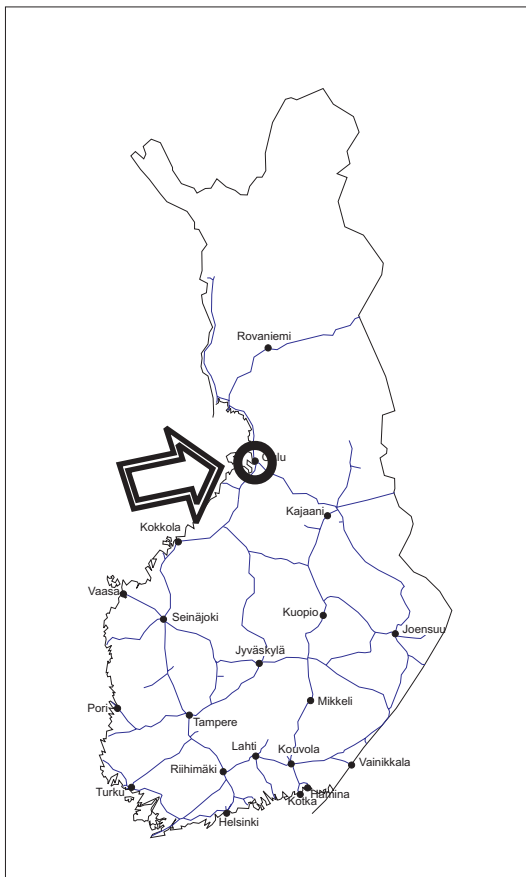 Rovaniemi
Oulu
Kajaani
Kokkola
Vaasa
Seinäjoki
Kuopio
Joensuu
Jyväskylä
Mikkeli
Pori
Tampere
Lahti
Kouvola
Riihimäki
Vainikkala
Turku
Hamina
Kotka
Helsinki